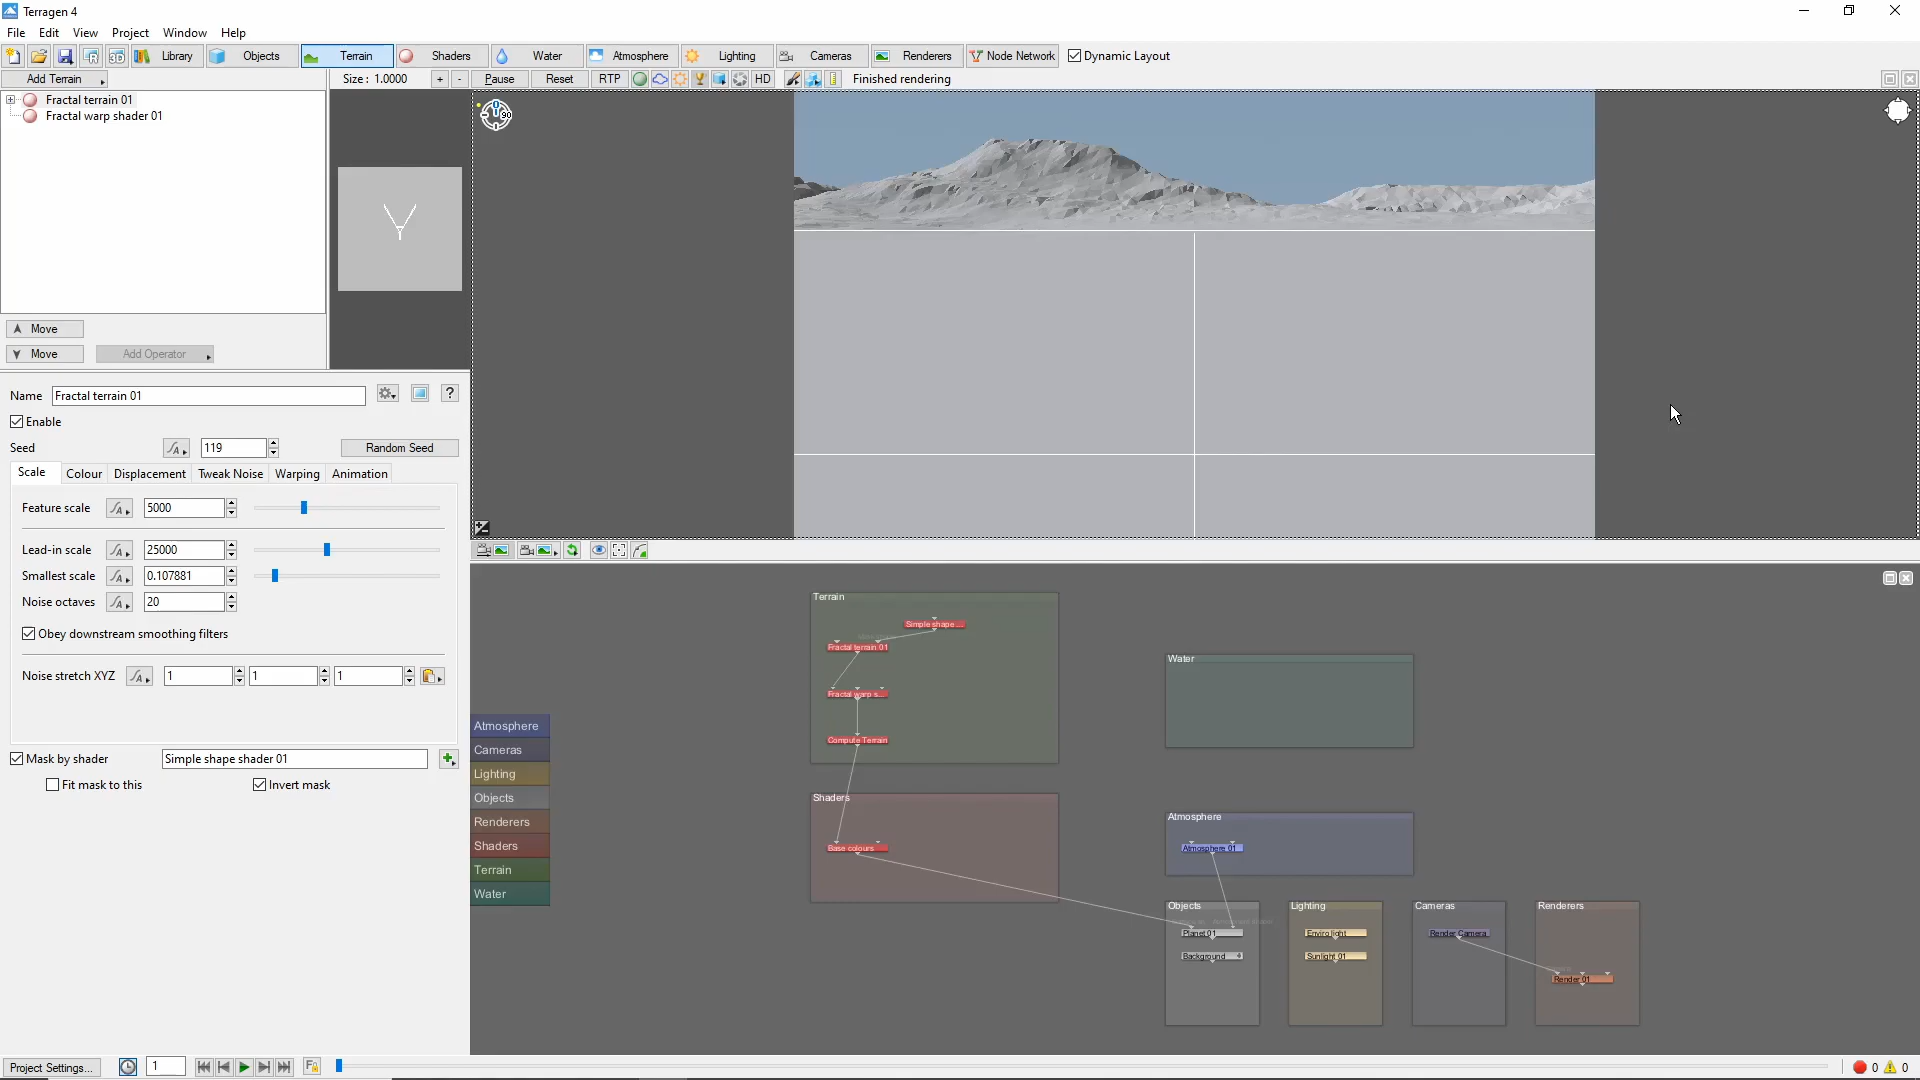 Terragen 4
File Edit View Project Window Help
Library Objects Terrain Shaders Water Atmosphere Lighting Cameras Renderers Node Network Dynamic Layout
Add Terrain Size : 1.0000 + - Pause Reset RTP HD Finished rendering
Fractal terrain 01
Fractal warp shader 01
90
Move
Move Add Operator
Name Fractal terrain 01 ?
Enable
Seed 119 Random Seed
Scale Colour Displacement Tweak Noise Warping Animation
Feature scale 5000
Lead-in scale 25000
Smallest scale 0.107881
Noise octaves 20
Obey downstream smoothing filters
Noise stretch XYZ 1 1 1
Mask by shader Simple shape shader 01
Fit mask to this Invert mask
Atmosphere
Cameras
Lighting
Objects
Renderers
Shaders
Terrain
Water
Terrain
Simple shape ...
Fractal terrain 01
Fractal warp s...
Compute Terrain
Shaders
Base colours
Water
Atmosphere
Atmosphere 01
Objects
Planet 01
Background
Lighting
Enviro light
Sunlight 01
Cameras
Render Camera
Renderers
Render 01
Project Settings... 1 F 0 0